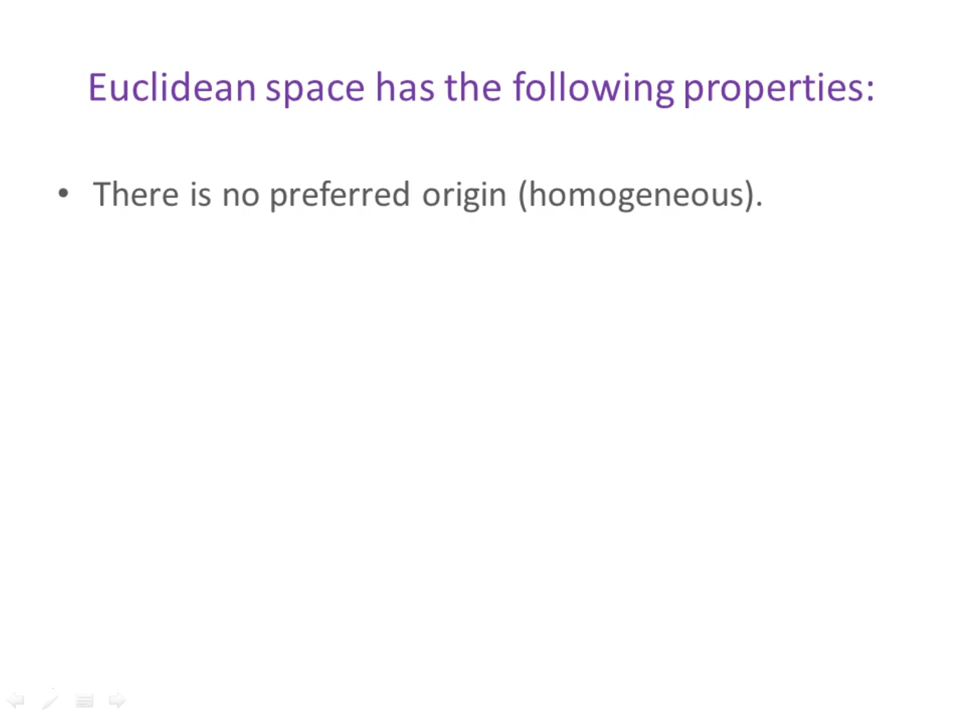 Euclidean space has the following properties:
• There is no preferred origin (homogeneous).